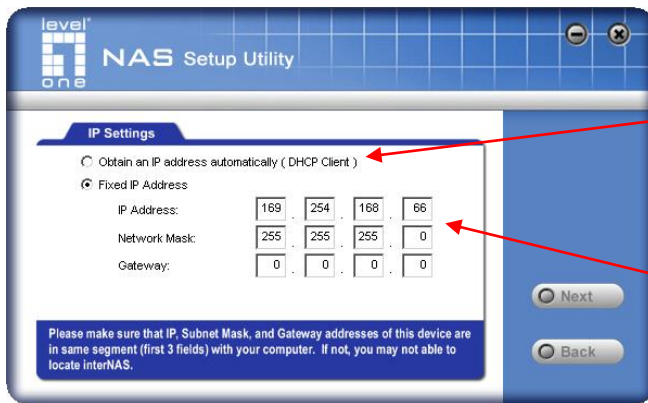 level
one
NAS Setup Utility
IP Settings
Obtain an IP address automatically ( DHCP Client )
Fixed IP Address
IP Address: 169 . 254 . 168 . 66
Network Mask: 255 . 255 . 255 . 0
Gateway: 0 . 0 . 0 . 0
Next
Please make sure that IP, Subnet Mask, and Gateway addresses of this device are
in same segment (first 3 fields) with your computer. If not, you may not able to
locate interNAS.
Back